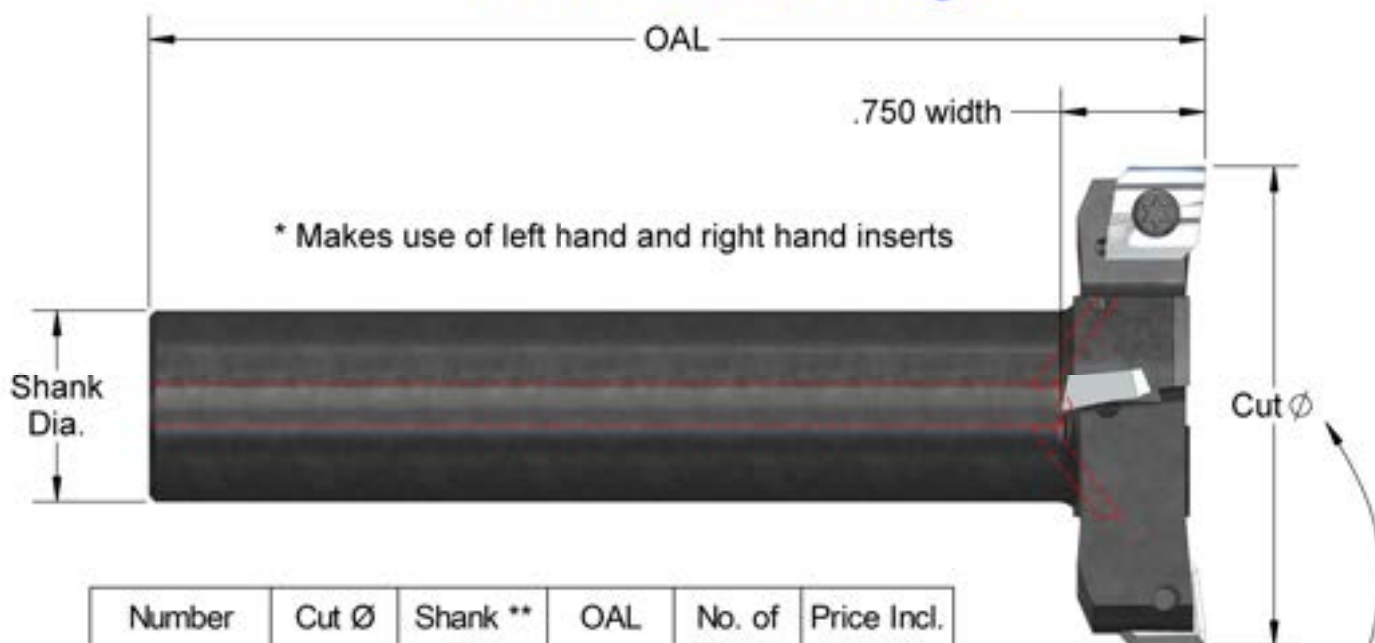 OAL
.750 width
* Makes use of left hand and right hand inserts
Shank
Dia.
Cut Ø
Number Cut Ø Shank ** OAL No. of Price Incl.